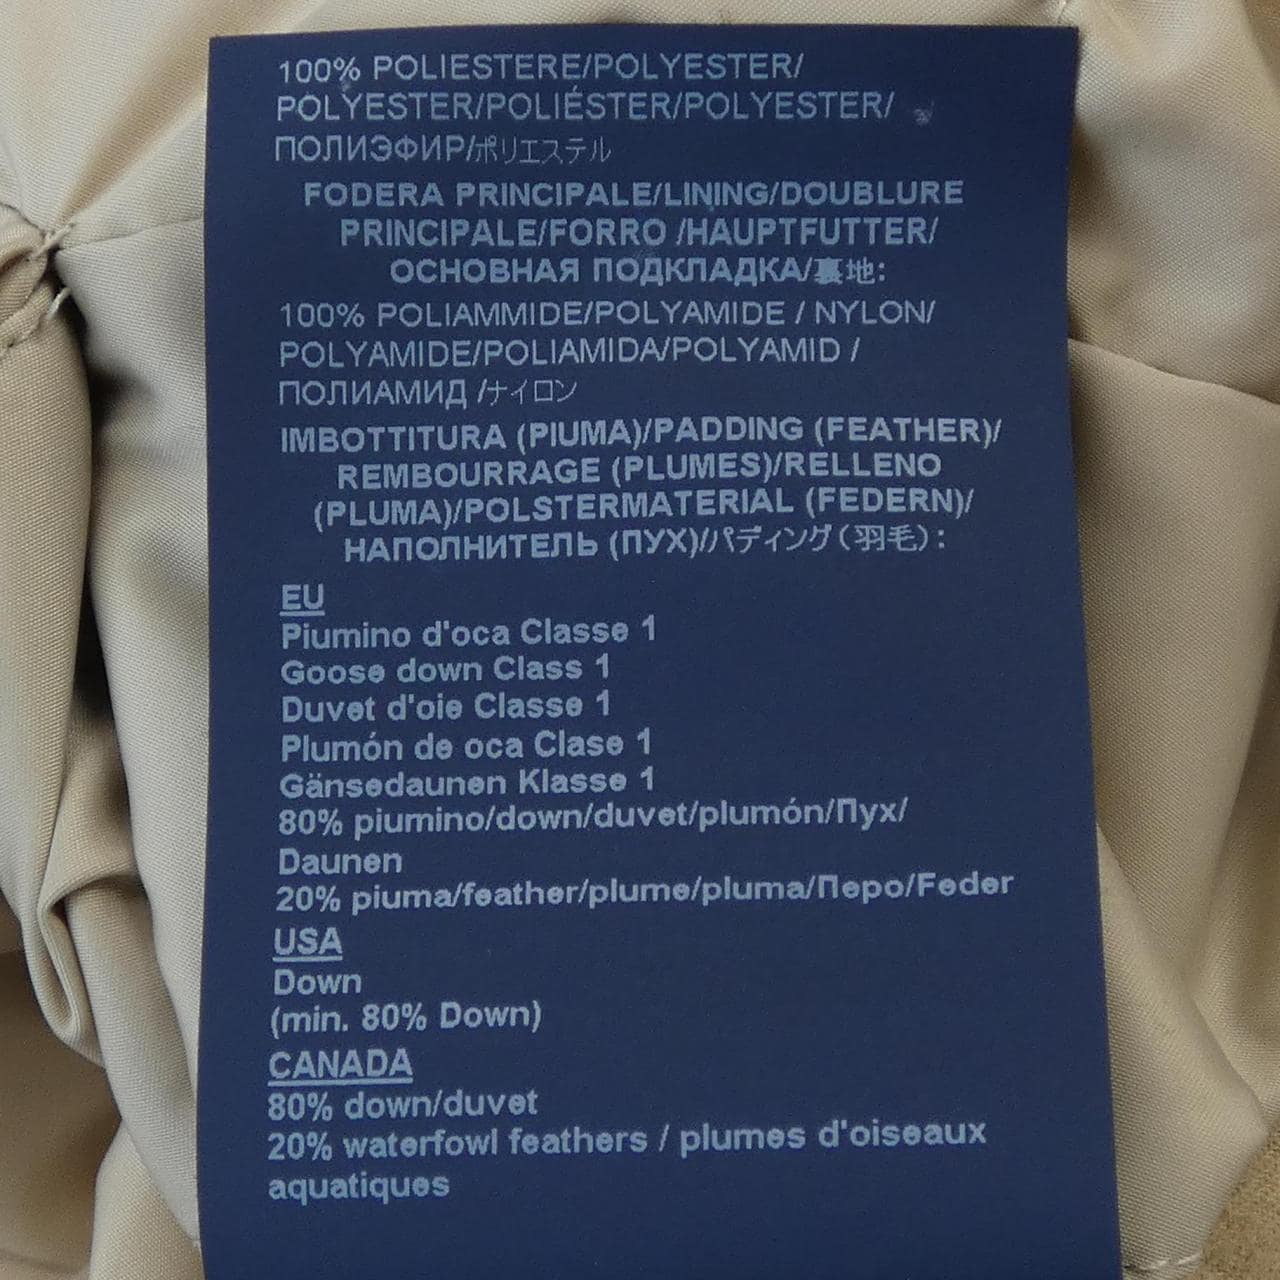 100% POLIESTERE/POLYESTER/
POLYESTER/POLIÉSTER/POLYESTER/
ПОЛИЭФИР/ポリエステル
FODERA PRINCIPALE/LINING/DOUBLURE
PRINCIPALE/FORRO /HAUPTFUTTER/
ОСНОВНАЯ ПОДКЛАДКА/裏地:
100% POLIAMMIDE/POLYAMIDE / NYLON/
POLYAMIDE/POLIAMIDA/POLYAMID /
ПОЛИАМИД /ナイロン
IMBOTTITURA (PIUMA)/PADDING (FEATHER)/
REMBOURRAGE (PLUMES)/RELLENO
(PLUMA)/POLSTERMATERIAL (FEDERN)/
НАПОЛНИТЕЛЬ (ПУХ)//パディング(羽毛):
EU
Piumino d'oca Classe 1
Goose down Class 1
Duvet d'oie Classe 1
Plumón de oca Clase 1
Gänsedaunen Klasse 1
80% piumino/down/duvet/plumón/Пух/
Daunen
20% piuma/feather/plume/pluma/Перо/Feder
USA
Down
(min. 80% Down)
CANADA
80% down/duvet
20% waterfowl feathers / plumes d'oiseaux
aquatiques